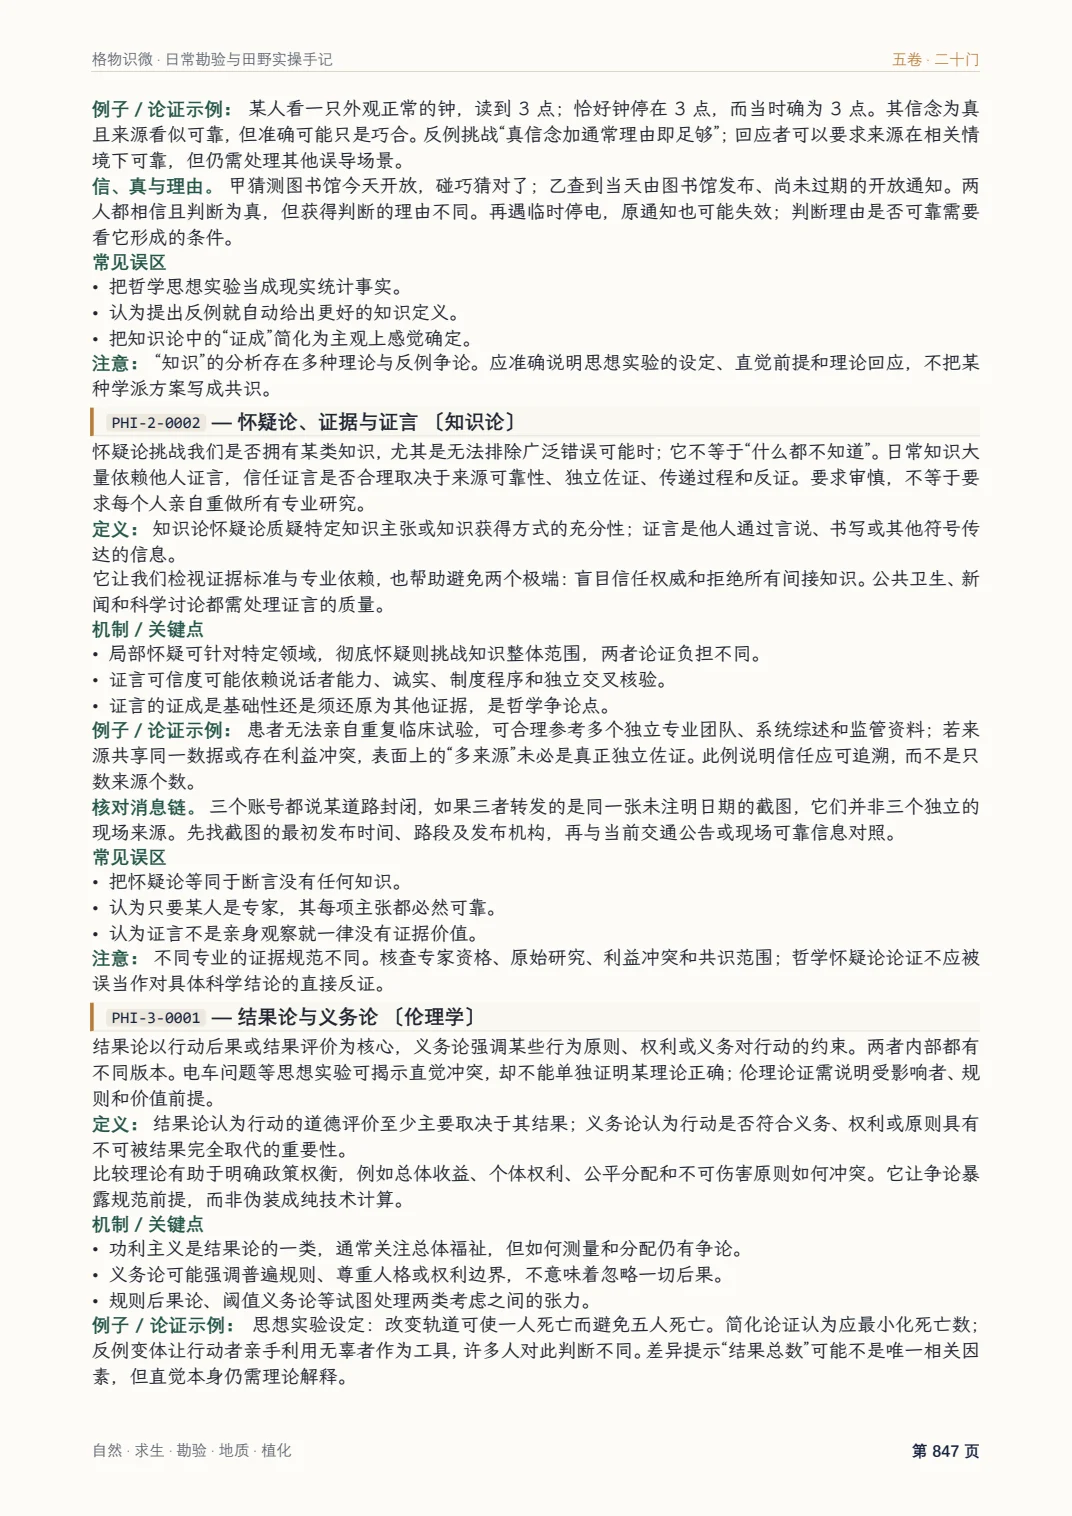 格物识微 · 日常勘验与田野实操手记
五卷 · 二十门
例子 / 论证示例： 某人看一只外观正常的钟，读到 3 点；恰好钟停在 3 点，而当时确为 3 点。其信念为真
且来源看似可靠，但准确可能只是巧合。反例挑战“真信念加通常理由即足够”；回应者可以要求来源在相关情
境下可靠，但仍需处理其他误导场景。
信、真与理由。 甲猜测图书馆今天开放，碰巧猜对了；乙查到当天由图书馆发布、尚未过期的开放通知。两
人都相信且判断为真，但获得判断的理由不同。再遇临时停电，原通知也可能失效；判断理由是否可靠需要
看它形成的条件。
常见误区
• 把哲学思想实验当成现实统计事实。
• 认为提出反例就自动给出更好的知识定义。
• 把知识论中的“证成”简化为主观上感觉确定。
注意： “知识”的分析存在多种理论与反例争论。应准确说明思想实验的设定、直觉前提和理论回应，不把某
种学派方案写成共识。
PHI-2-0002 — 怀疑论、证据与证言 〔知识论〕
怀疑论挑战我们是否拥有某类知识，尤其是无法排除广泛错误可能时；它不等于“什么都不知道”。日常知识大
量依赖他人证言，信任证言是否合理取决于来源可靠性、独立佐证、传递过程和反证。要求审慎，不等于要
求每个人亲自重做所有专业研究。
定义： 知识论怀疑论质疑特定知识主张或知识获得方式的充分性；证言是他人通过言说、书写或其他符号传
达的信息。
它让我们检视证据标准与专业依赖，也帮助避免两个极端：盲目信任权威和拒绝所有间接知识。公共卫生、新
闻和科学讨论都需处理证言的质量。
机制 / 关键点
• 局部怀疑可针对特定领域，彻底怀疑则挑战知识整体范围，两者论证负担不同。
• 证言可信度可能依赖说话者能力、诚实、制度程序和独立交叉核验。
• 证言的证成是基础性还是须还原为其他证据，是哲学争论点。
例子 / 论证示例： 患者无法亲自重复临床试验，可合理参考多个独立专业团队、系统综述和监管资料；若来
源共享同一数据或存在利益冲突，表面上的“多来源”未必是真正独立佐证。此例说明信任应可追溯，而不是只
数来源个数。
核对消息链。 三个账号都说某道路封闭，如果三者转发的是同一张未注明日期的截图，它们并非三个独立的
现场来源。先找截图的最初发布时间、路段及发布机构，再与当前交通公告或现场可靠信息对照。
常见误区
• 把怀疑论等同于断言没有任何知识。
• 认为只要某人是专家，其每项主张都必然可靠。
• 认为证言不是亲身观察就一律没有证据价值。
注意： 不同专业的证据规范不同。核查专家资格、原始研究、利益冲突和共识范围；哲学怀疑论论证不应被
误当作对具体科学结论的直接反证。
PHI-3-0001 — 结果论与义务论 〔伦理学〕
结果论以行动后果或结果评价为核心，义务论强调某些行为原则、权利或义务对行动的约束。两者内部都有
不同版本。电车问题等思想实验可揭示直觉冲突，却不能单独证明某理论正确；伦理论证需说明受影响者、规
则和价值前提。
定义： 结果论认为行动的道德评价至少主要取决于其结果；义务论认为行动是否符合义务、权利或原则具有
不可被结果完全取代的重要性。
比较理论有助于明确政策权衡，例如总体收益、个体权利、公平分配和不可伤害原则如何冲突。它让争论暴
露规范前提，而非伪装成纯技术计算。
机制 / 关键点
• 功利主义是结果论的一类，通常关注总体福祉，但如何测量和分配仍有争论。
• 义务论可能强调普遍规则、尊重人格或权利边界，不意味着忽略一切后果。
• 规则后果论、阈值义务论等试图处理两类考虑之间的张力。
例子 / 论证示例： 思想实验设定：改变轨道可使一人死亡而避免五人死亡。简化论证认为应最小化死亡数；
反例变体让行动者亲手利用无辜者作为工具，许多人对此判断不同。差异提示“结果总数”可能不是唯一相关因
素，但直觉本身仍需理论解释。
自然 · 求生 · 勘验 · 地质 · 植化
第 847 页